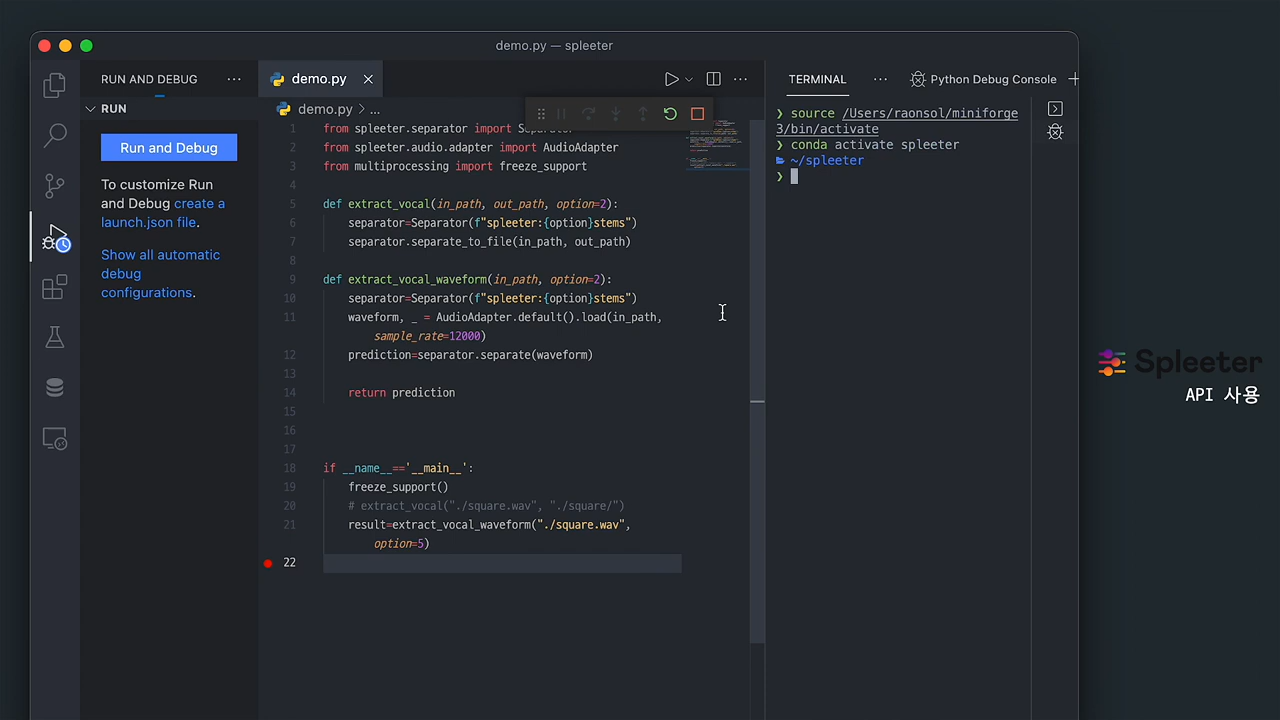 demo.py — spleeter
RUN AND DEBUG
RUN
Run and Debug
To customize Run
and Debug create a
launch.json file.
Show all automatic
debug
configurations.
demo.py
demo.py > ...
1 from spleeter.separator import Separator
2 from spleeter.audio.adapter import AudioAdapter
3 from multiprocessing import freeze_support
4
5 def extract_vocal(in_path, out_path, option=2):
6 separator=Separator(f"spleeter:{option}stems")
7 separator.separate_to_file(in_path, out_path)
8
9 def extract_vocal_waveform(in_path, option=2):
10 separator=Separator(f"spleeter:{option}stems")
11 waveform, _ = AudioAdapter.default().load(in_path,
sample_rate=12000)
12 prediction=separator.separate(waveform)
13
14 return prediction
15
16
17
18 if __name__=='__main__':
19 freeze_support()
20 # extract_vocal("./square.wav", "./square/")
21 result=extract_vocal_waveform("./square.wav",
option=5)
22
TERMINAL
Python Debug Console
❯ source /Users/raonsol/miniforge
3/bin/activate
❯ conda activate spleeter
~/spleeter
❯
Spleeter
API 사용